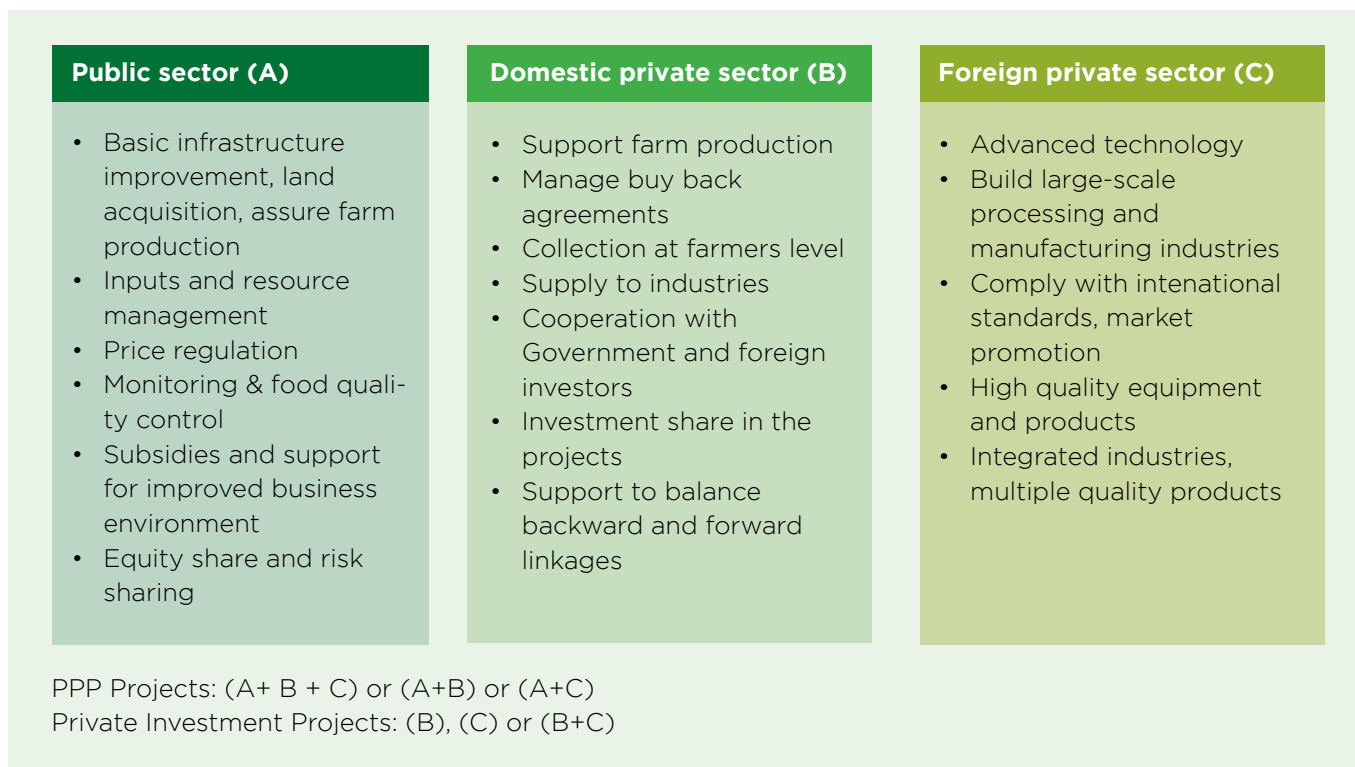 Public sector (A)
• Basic infrastructure
improvement, land
acquisition, assure farm
production
• Inputs and resource
management
• Price regulation
• Monitoring & food quali-
ty control
• Subsidies and support
for improved business
environment
• Equity share and risk
sharing
Domestic private sector (B)
• Support farm production
• Manage buy back
agreements
• Collection at farmers level
• Supply to industries
• Cooperation with
Government and foreign
investors
• Investment share in the
projects
• Support to balance
backward and forward
linkages
Foreign private sector (C)
• Advanced technology
• Build large-scale
processing and
manufacturing industries
• Comply with intenational
standards, market
promotion
• High quality equipment
and products
• Integrated industries,
multiple quality products
PPP Projects: (A+ B + C) or (A+B) or (A+C)
Private Investment Projects: (B), (C) or (B+C)